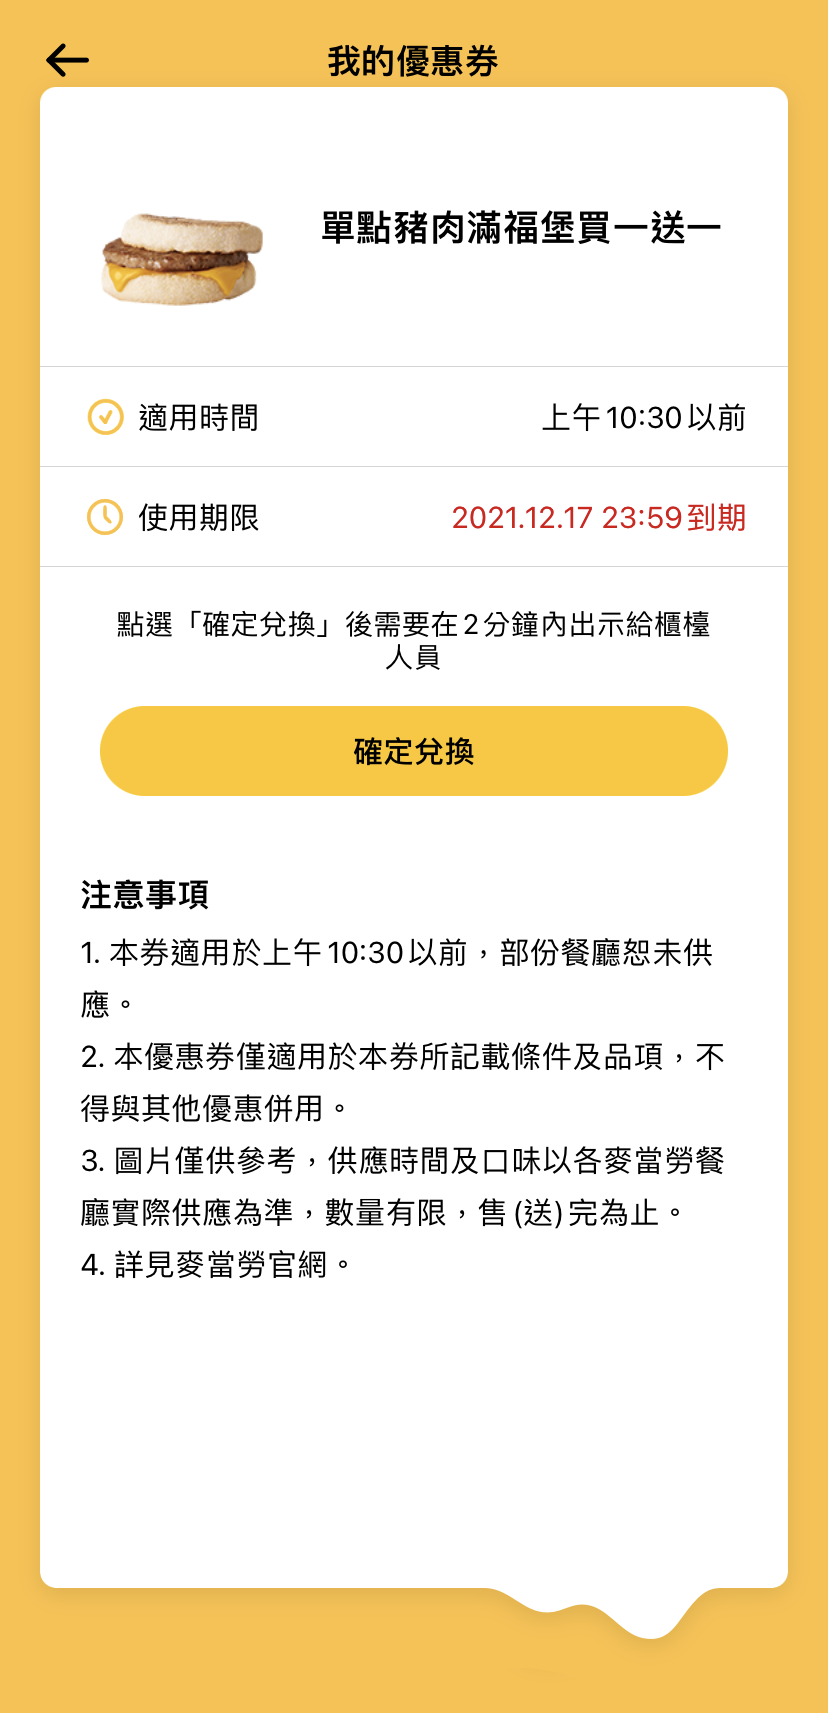 我的優惠券
單點豬肉滿福堡買一送一
適用時間
上午10:30以前
使用期限
2021.12.17 23:59到期
點選「確定兌換」後需要在2分鐘內出示給櫃檯
人員
確定兌換
注意事項
1. 本券適用於上午10:30以前，部份餐廳恕未供
應。
2. 本優惠券僅適用於本券所記載條件及品項，不
得與其他優惠併用。
3. 圖片僅供參考，供應時間及口味以各麥當勞餐
廳實際供應為準，數量有限，售(送)完為止。
4. 詳見麥當勞官網。